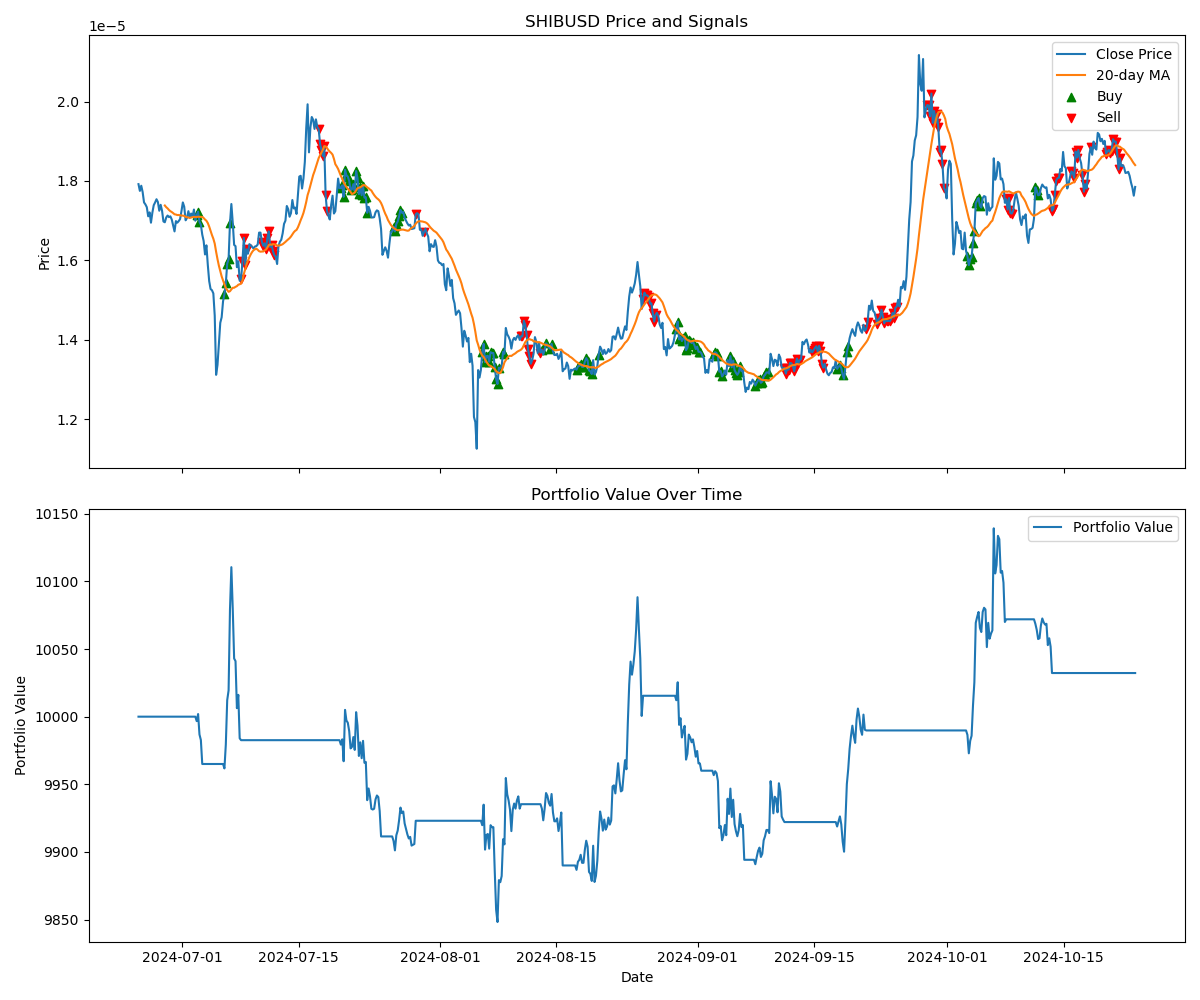 SHIBUSD Price and Signals
1e−5
Close Price
20-day MA
Buy
Sell
2.0
1.8
1.6
1.4
1.2
Price
Portfolio Value Over Time
Portfolio Value
10150
10100
10050
10000
9950
9900
9850
Portfolio Value
2024-07-01 2024-07-15 2024-08-01 2024-08-15 2024-09-01 2024-09-15 2024-10-01 2024-10-15
Date